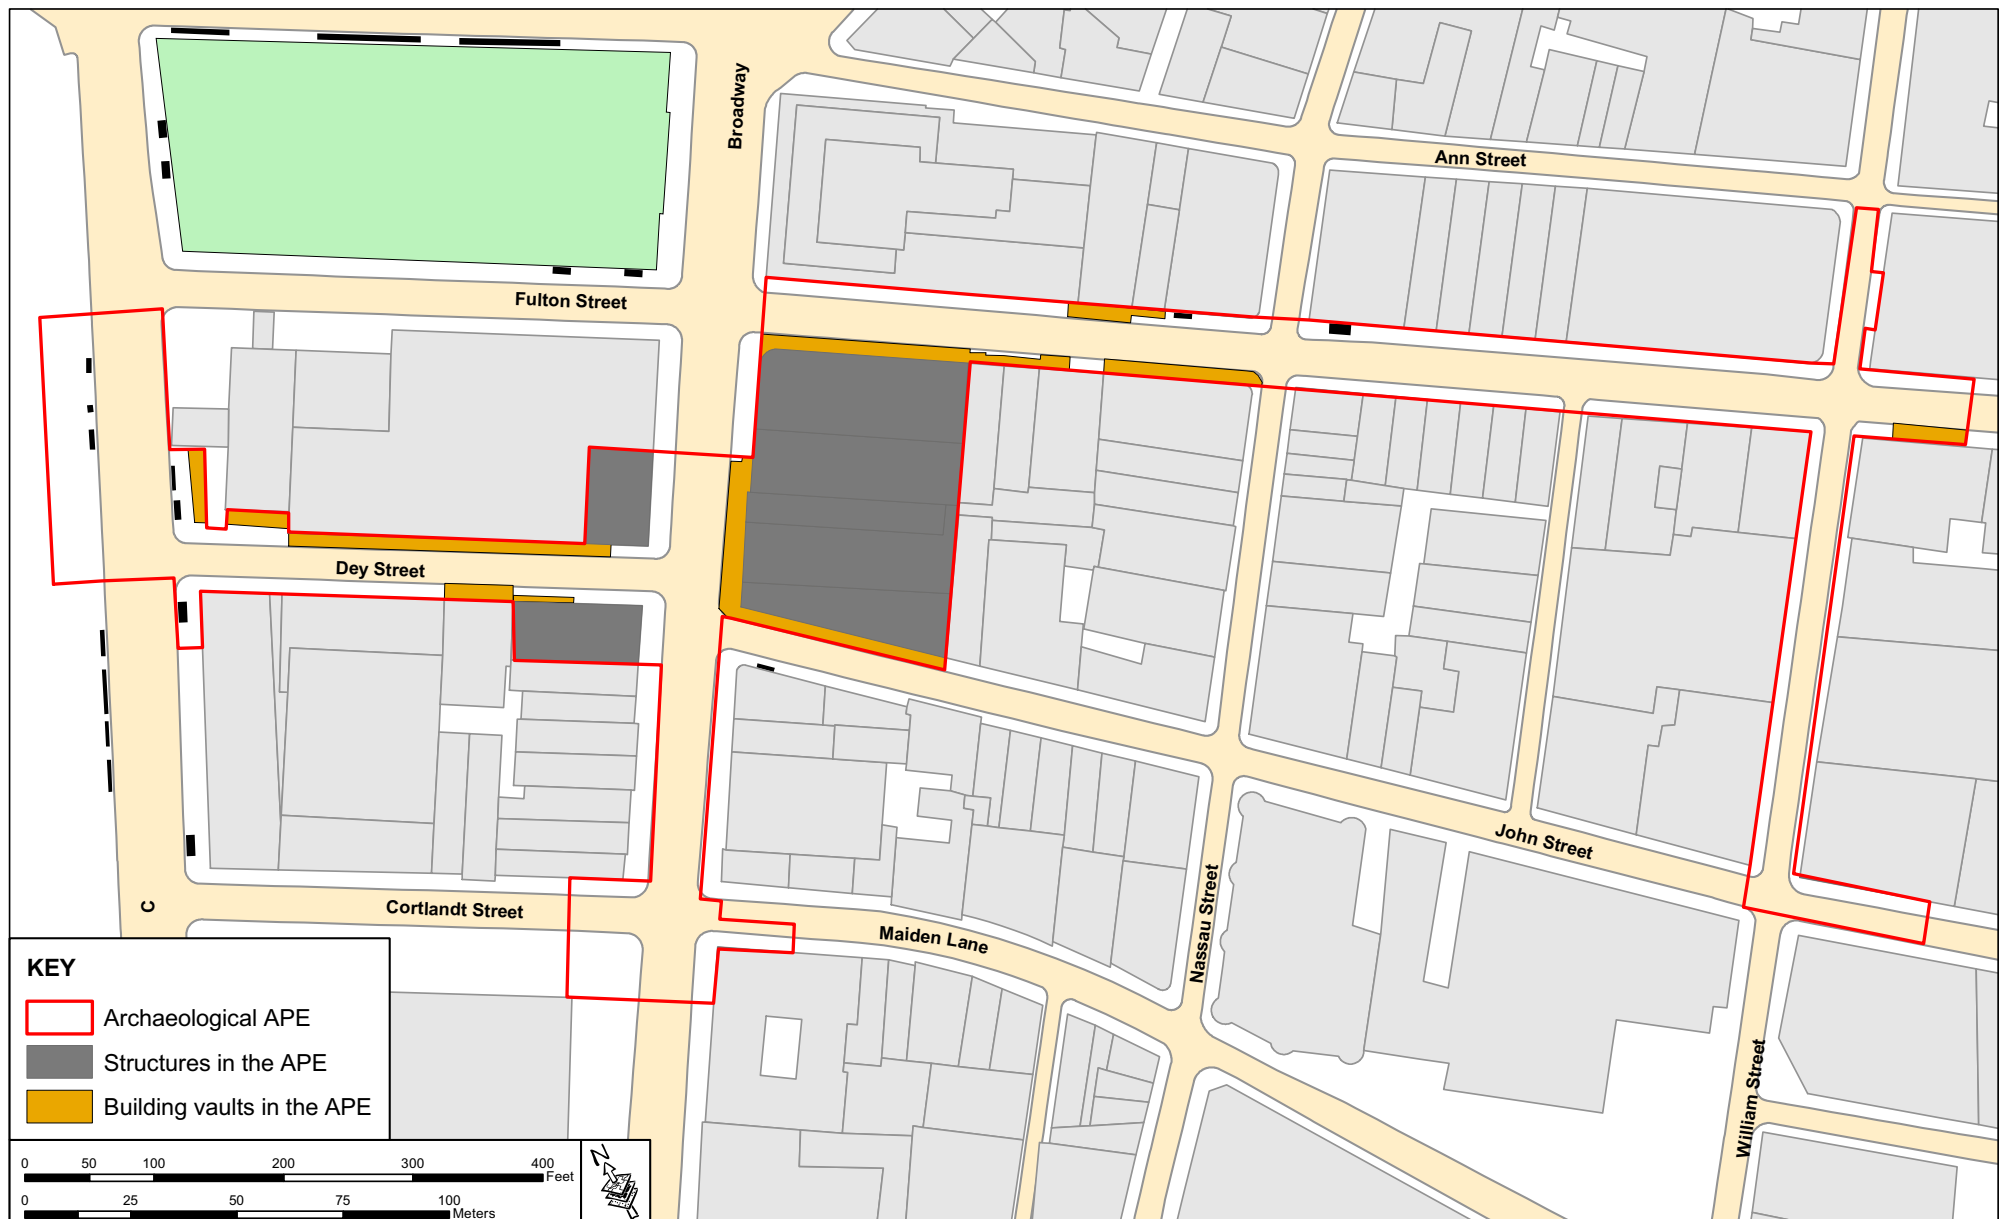 Broadway
Ann Street
Fulton Street
Dey Street
John Street
Nassau Street
Cortlandt Street
Maiden Lane
William Street
C
KEY
Archaeological APE
Structures in the APE
Building vaults in the APE
0 50 100 200 300 400
Feet
0 25 50 75 100
Meters
N